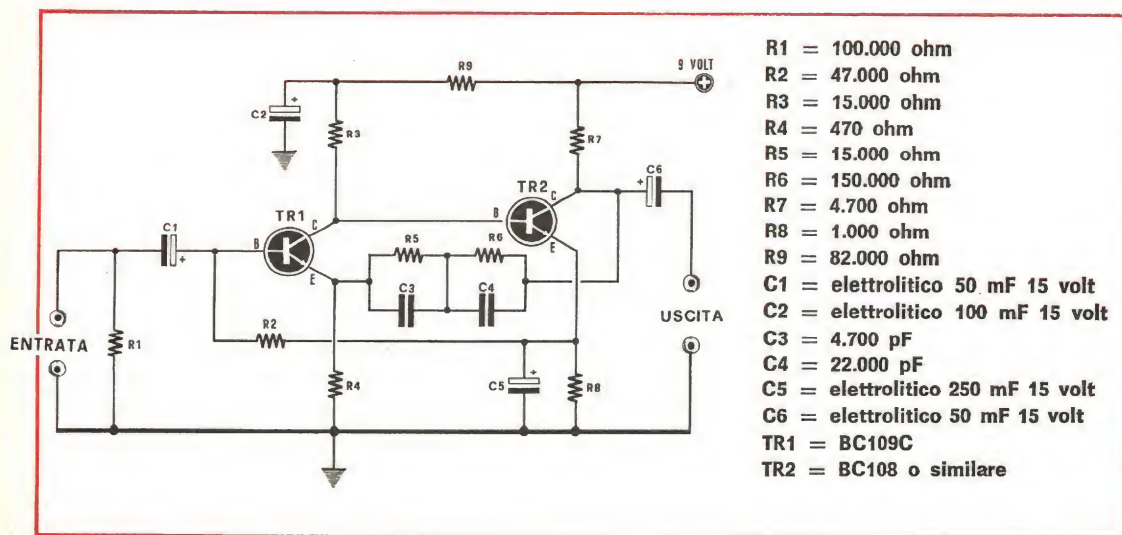 9 VOLT
R9
C2
+
R3
R7
C6
+
TR2
C
B
E
TR1
C
B
E
C1
+
R5
R6
C3
C4
R2
ENTRATA
R1
R4
C5
+
R8
USCITA
R1 = 100.000 ohm
R2 = 47.000 ohm
R3 = 15.000 ohm
R4 = 470 ohm
R5 = 15.000 ohm
R6 = 150.000 ohm
R7 = 4.700 ohm
R8 = 1.000 ohm
R9 = 82.000 ohm
C1 = elettrolitico 50 mF 15 volt
C2 = elettrolitico 100 mF 15 volt
C3 = 4.700 pF
C4 = 22.000 pF
C5 = elettrolitico 250 mF 15 volt
C6 = elettrolitico 50 mF 15 volt
TR1 = BC109C
TR2 = BC108 o similare